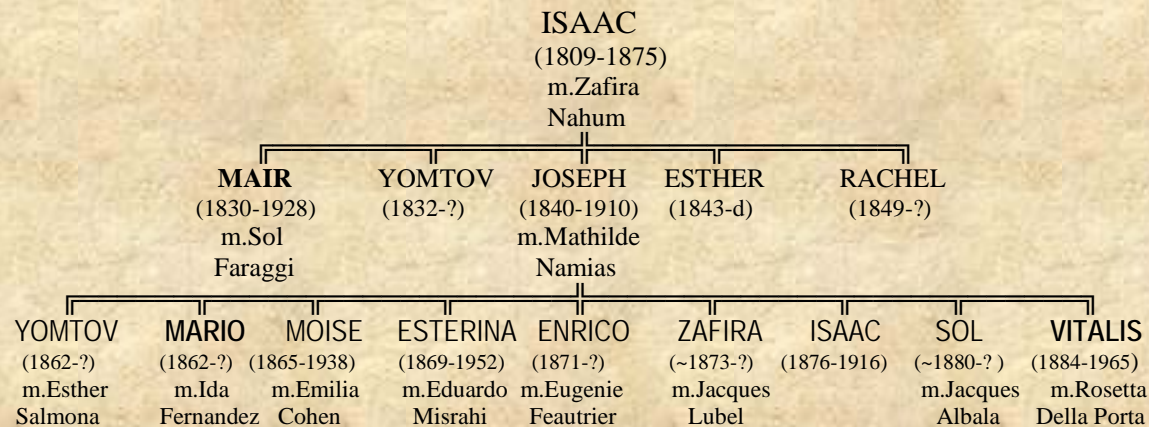 ISAAC
(1809-1875)
m.Zafira
Nahum
MAIR YOMTOV JOSEPH ESTHER RACHEL
(1830-1928) (1832-?) (1840-1910) (1843-d) (1849-?)
m.Sol m.Mathilde
Faraggi Namias
YOMTOV MARIO MOISE ESTERINA ENRICO ZAFIRA ISAAC SOL VITALIS
(1862-?) (1862-?) (1865-1938) (1869-1952) (1871-?) (~1873-?) (1876-1916) (~1880-? ) (1884-1965)
m.Esther m.Ida m.Emilia m.Eduardo m.Eugenie m.Jacques m.Jacques m.Rosetta
Salmona Fernandez Cohen Misrahi Feautrier Lubel Albala Della Porta